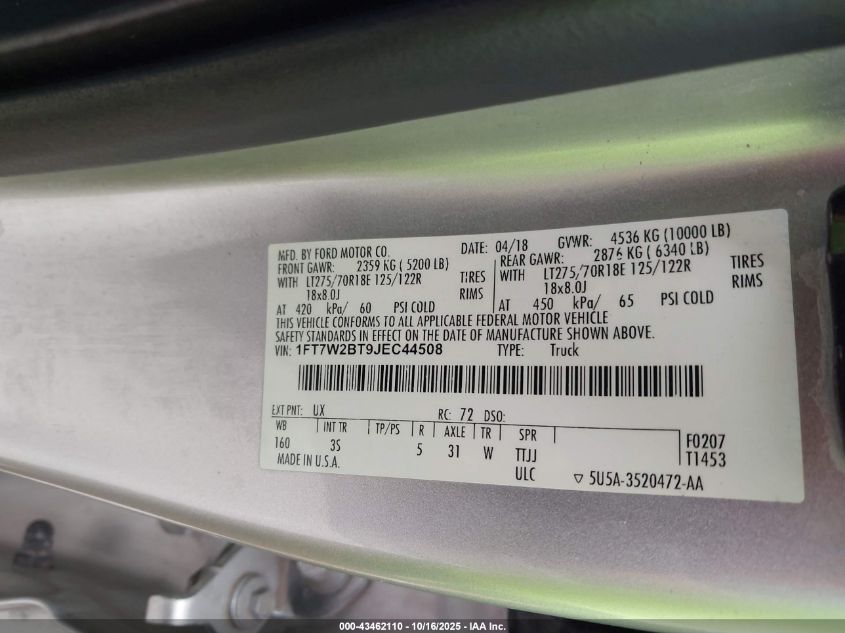 MFD. BY FORD MOTOR CO. DATE: 04/18 GVWR: 4536 KG (10000 LB)
FRONT GAWR: 2359 KG ( 5200 LB) REAR GAWR: 2876 KG ( 6340 LB)
WITH LT275/70R18E 125/122R TIRES WITH LT275/70R18E 125/122R TIRES
18x8.0J RIMS 18x8.0J RIMS
AT 420 kPa/ 60 PSI COLD AT 450 kPa/ 65 PSI COLD
THIS VEHICLE CONFORMS TO ALL APPLICABLE FEDERAL MOTOR VEHICLE
SAFETY STANDARDS IN EFFECT ON THE DATE OF MANUFACTURE SHOWN ABOVE.
VIN: 1FT7W2BT9JEC44508 TYPE: Truck
EXT PNT: UX RC: 72 DSO:
WB INT TR TP/PS R AXLE TR SPR
160 3S 5 31 W TTJJ
ULC
F0207
T1453
MADE IN U.S.A.
▽ 5U5A-3520472-AA
000-43462110 - 10/16/2025 - IAA Inc.